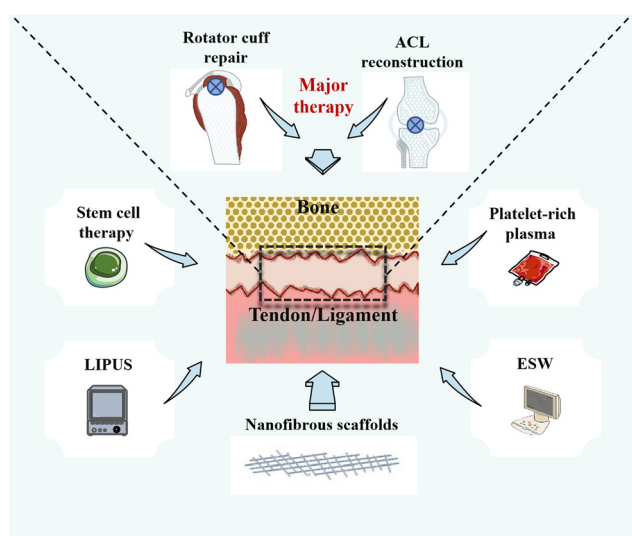 Rotator cuff
repair
ACL
reconstruction
Major
therapy
Bone
Stem cell
therapy
Platelet-rich
plasma
Tendon/Ligament
LIPUS
ESW
Nanofibrous scaffolds